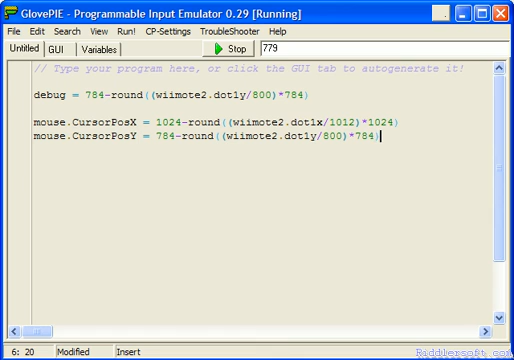 GlovePIE - Programmable Input Emulator 0.29 [Running]
File Edit Search View Run! CP-Settings TroubleShooter Help
Untitled GUI Variables Stop 779
// Type your program here, or click the GUI tab to autogenerate it!
debug = 784-round((wiimote2.dot1y/800)*784)
mouse.CursorPosX = 1024-round((wiimote2.dot1x/1012)*1024)
mouse.CursorPosY = 784-round((wiimote2.dot1y/800)*784)
6: 20 Modified Insert
Riddlersoft.com